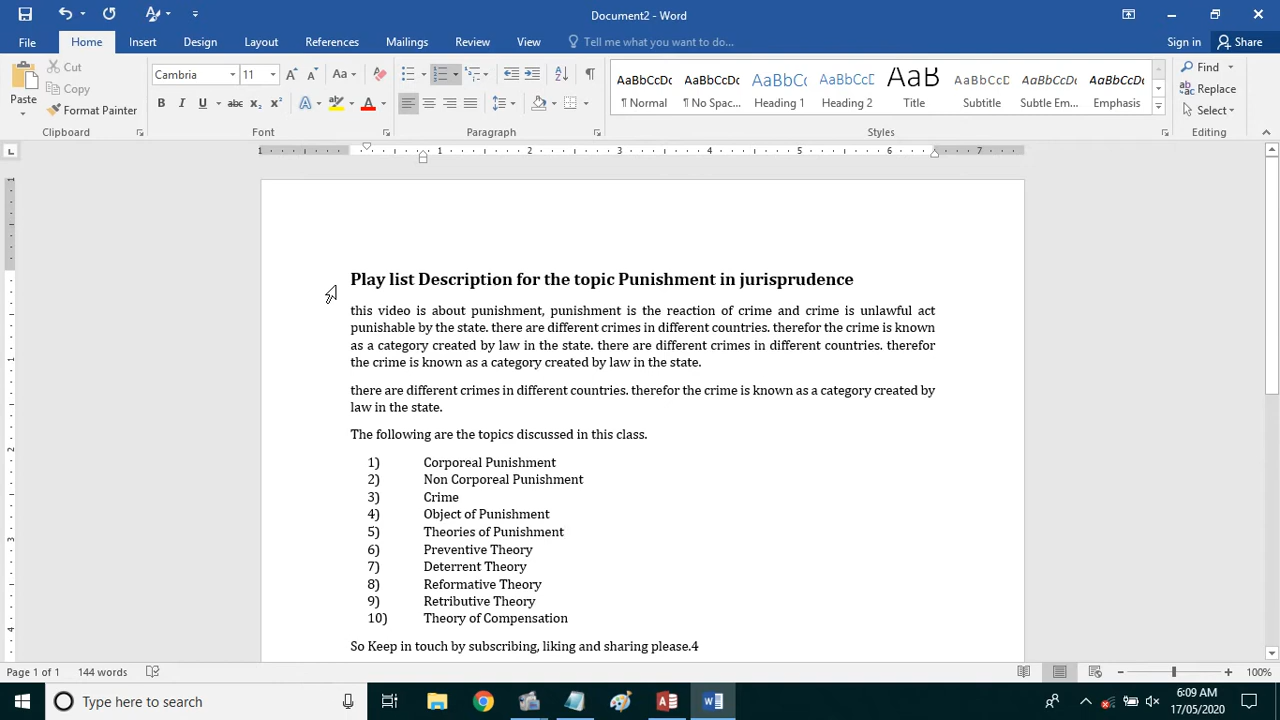 Document2 - Word
File Home Insert Design Layout References Mailings Review View Tell me what you want to do... Sign in Share
Cut
Copy
Paste
Format Painter
Clipboard
Cambria 11
Font
Paragraph
AaBbCcDc AaBbCcDc AaBbCc AaBbCcD AaB AaBbCcD AaBbCcDc AaBbCcDc
¶ Normal ¶ No Spac... Heading 1 Heading 2 Title Subtitle Subtle Em... Emphasis
Styles
Find
Replace
Select
Editing
Play list Description for the topic Punishment in jurisprudence
this video is about punishment, punishment is the reaction of crime and crime is unlawful act
punishable by the state. there are different crimes in different countries. therefor the crime is known
as a category created by law in the state. there are different crimes in different countries. therefor
the crime is known as a category created by law in the state.
there are different crimes in different countries. therefor the crime is known as a category created by
law in the state.
The following are the topics discussed in this class.
1) Corporeal Punishment
2) Non Corporeal Punishment
3) Crime
4) Object of Punishment
5) Theories of Punishment
6) Preventive Theory
7) Deterrent Theory
8) Reformative Theory
9) Retributive Theory
10) Theory of Compensation
So Keep in touch by subscribing, liking and sharing please.4
Page 1 of 1 144 words 100%
Type here to search
6:09 AM
17/05/2020